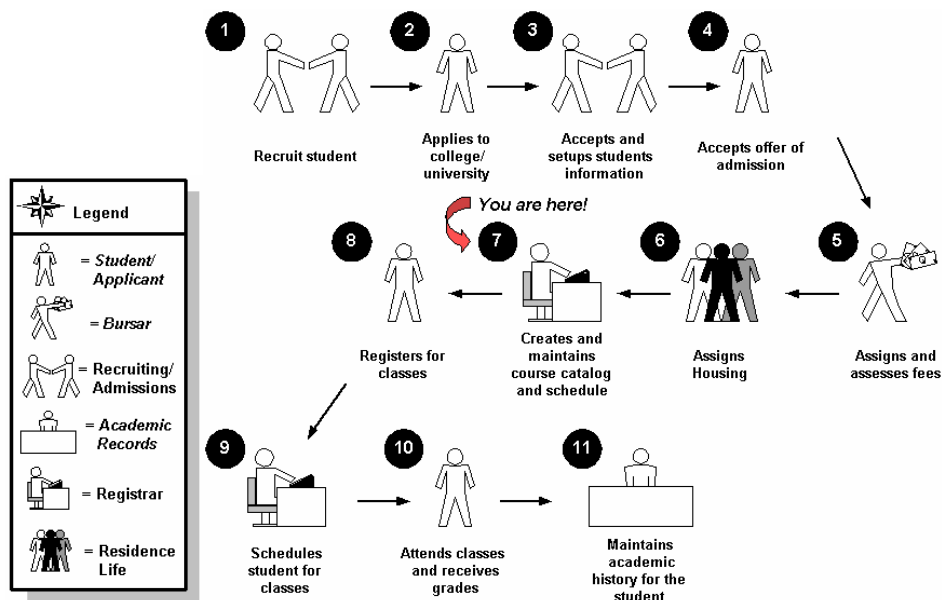 1
2
3
4
Recruit student
Applies to
college/
university
Accepts and
setups students
information
Accepts offer of
admission
You are here!
8
7
6
5
Registers for
classes
Creates and
maintains
course catalog
and schedule
Assigns
Housing
Assigns and
assesses fees
9
10
11
Schedules
student for
classes
Attends classes
and receives
grades
Maintains
academic
history for the
student
Legend
= Student/
Applicant
= Bursar
= Recruiting/
Admissions
= Academic
Records
= Registrar
= Residence
Life